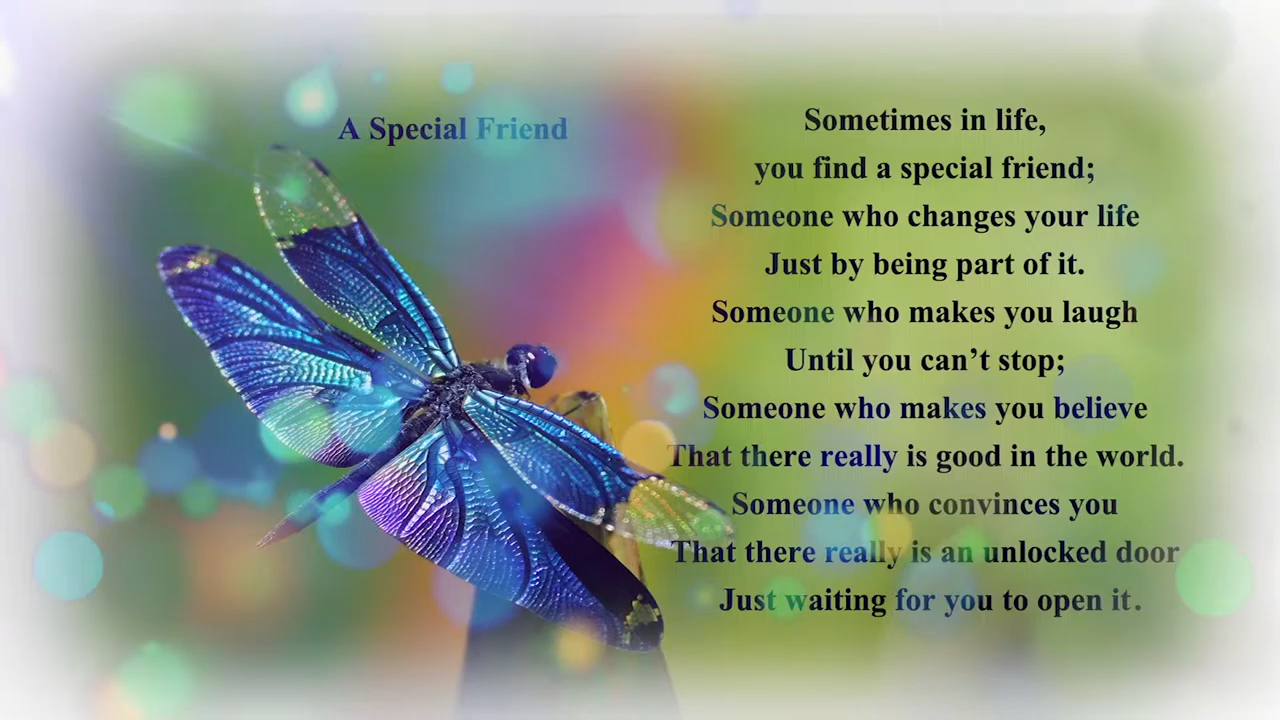 A Special Friend
Sometimes in life,
you find a special friend;
Someone who changes your life
Just by being part of it.
Someone who makes you laugh
Until you can’t stop;
Someone who makes you believe
That there really is good in the world.
Someone who convinces you
That there really is an unlocked door
Just waiting for you to open it.